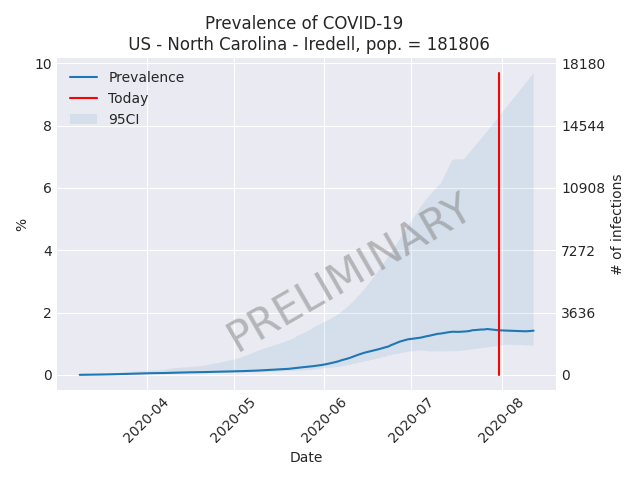 Prevalence of COVID-19
US - North Carolina - Iredell, pop. = 181806
Prevalence
Today
95CI
PRELIMINARY
%
10
8
6
4
2
0
18180
14544
10908
7272
3636
0
# of infections
2020-04
2020-05
2020-06
2020-07
2020-08
Date